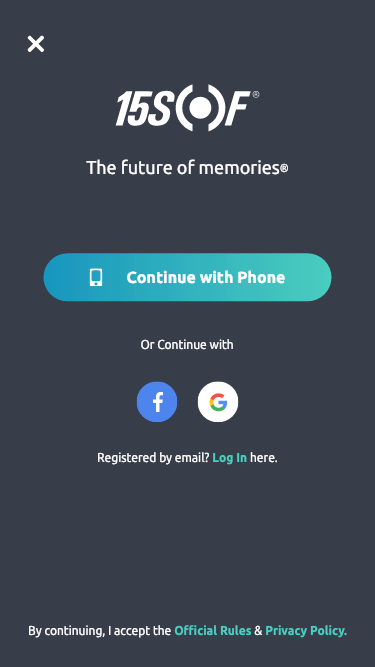 15SOF®
The future of memories®
Continue with Phone
Or Continue with
Registered by email? Log In here.
By continuing, I accept the Official Rules & Privacy Policy.